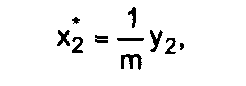 x₂* = 1/m y₂,